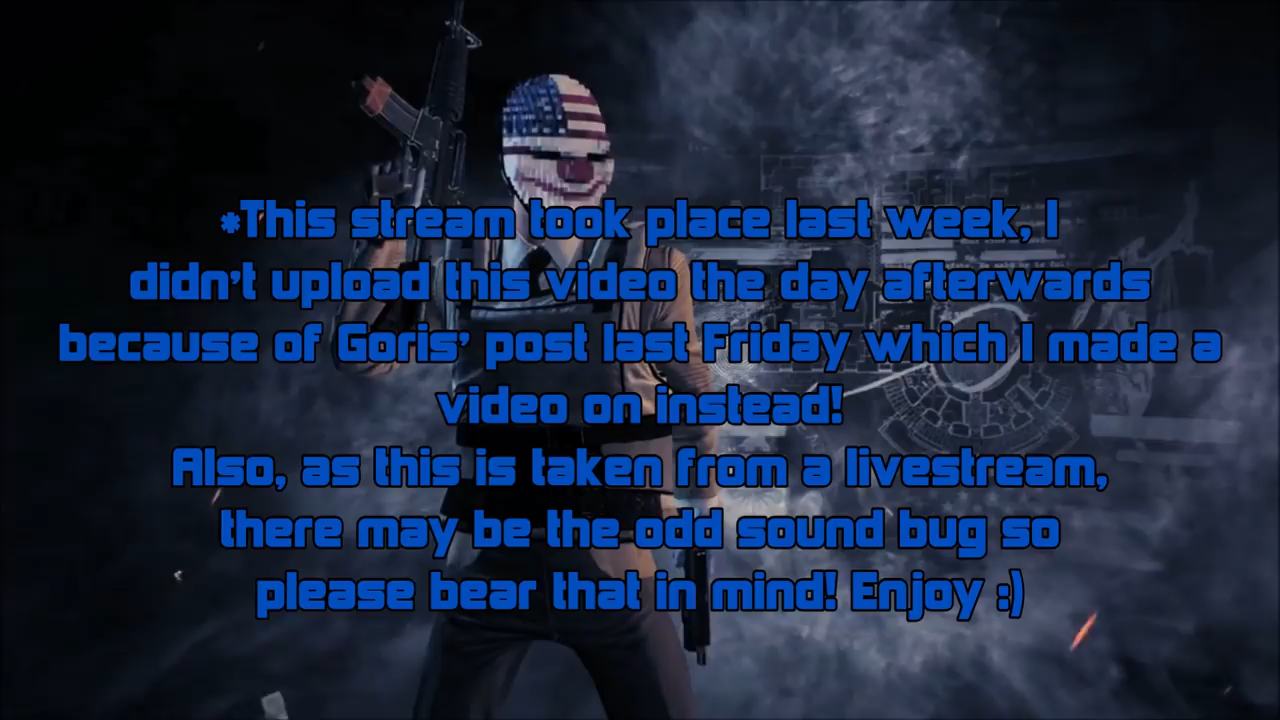 *This stream took place last week, I
didn't upload this video the day afterwards
because of Goris' post last Friday which I made a
video on instead!
Also, as this is taken from a livestream,
there may be the odd sound bug so
please bear that in mind! Enjoy :)